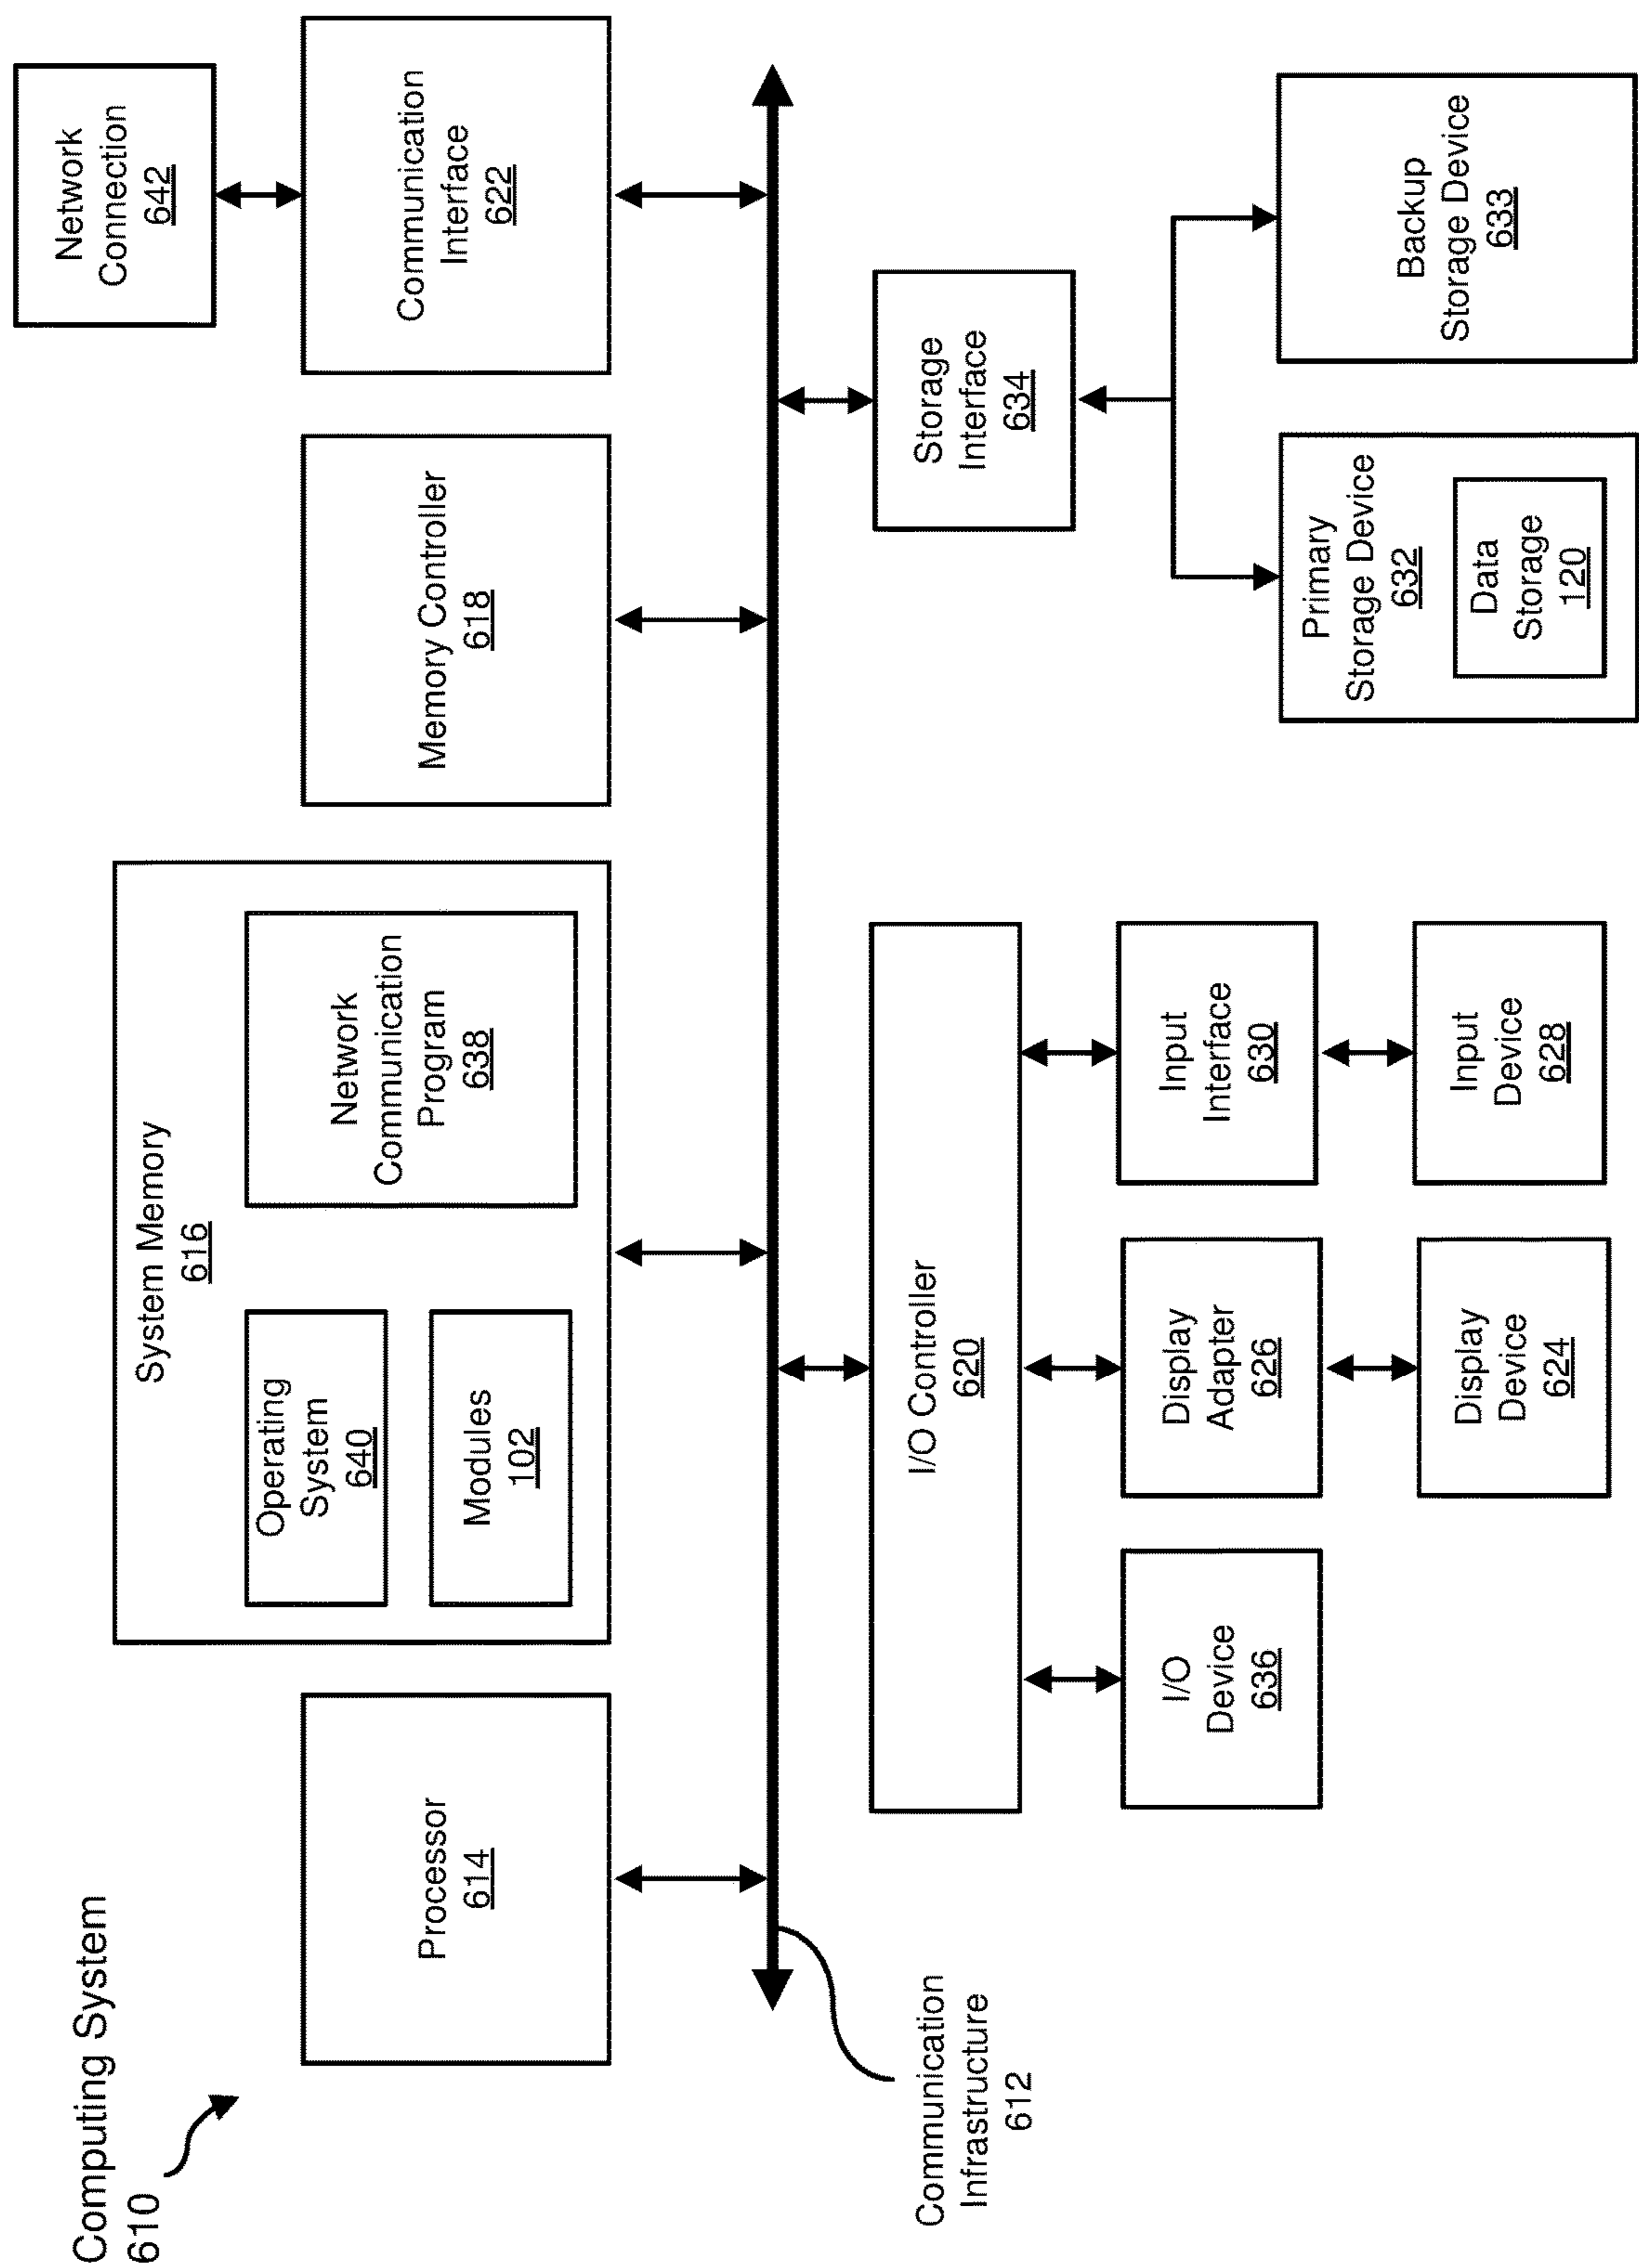 Computing System
610
Processor
614
System Memory
616
Operating
System
640
Modules
102
Network
Communication
Program
638
Memory Controller
618
Network
Connection
642
Communication
Interface
622
Communication
Infrastructure
612
I/O Controller
620
I/O
Device
636
Display
Adapter
626
Display
Device
624
Input
Interface
630
Input
Device
628
Storage
Interface
634
Primary
Storage Device
632
Data
Storage
120
Backup
Storage Device
633